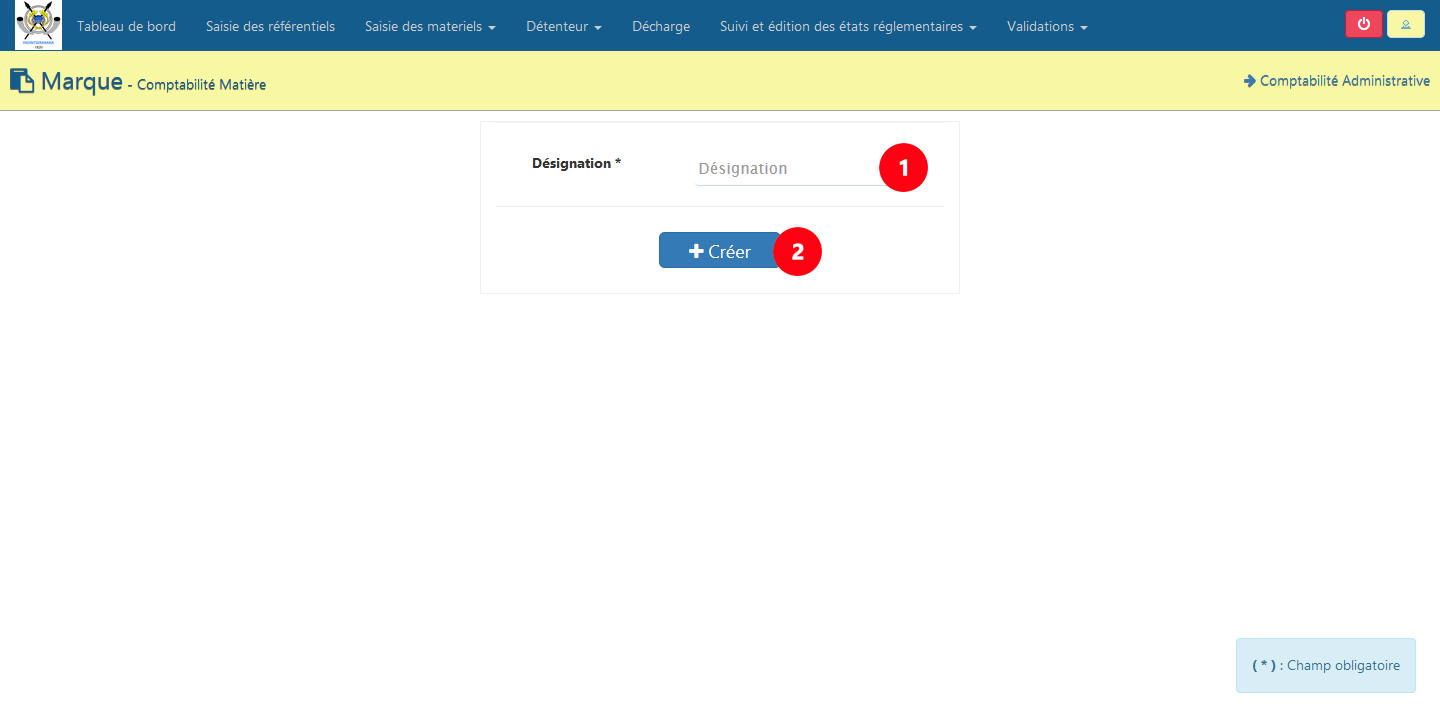 Tableau de bord Saisie des référentiels Saisie des materiels Détenteur Décharge Suivi et édition des états réglementaires Validations
Marque - Comptabilité Matière
Comptabilité Administrative
Désignation * Désignation 1
Créer 2
( * ) : Champ obligatoire